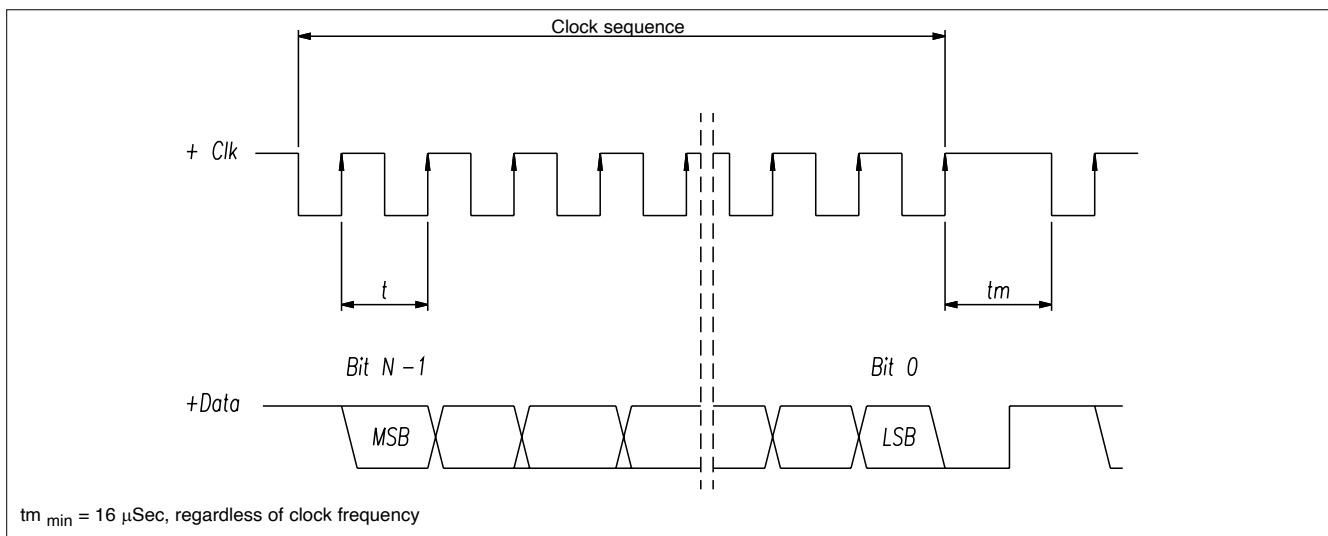 Clock sequence
+ Clk
t
tm
Bit N-1
Bit 0
+Data
MSB
LSB
tm min = 16 μSec, regardless of clock frequency